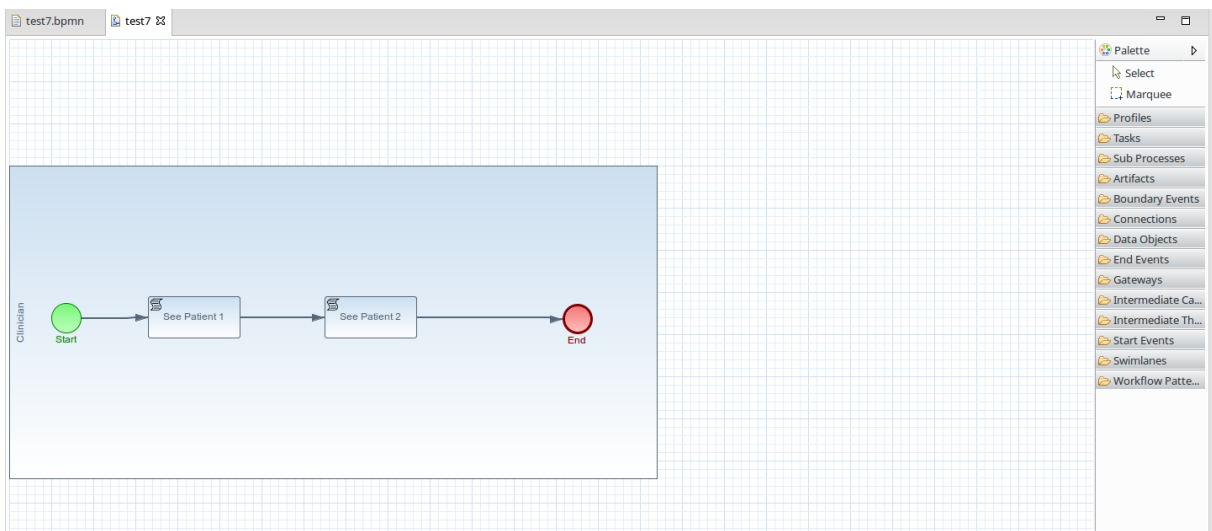 test7.bpmn
test7
Palette
Select
Marquee
Profiles
Tasks
Sub Processes
Artifacts
Boundary Events
Connections
Data Objects
End Events
Gateways
Intermediate Ca...
Intermediate Th...
Start Events
Swimlanes
Workflow Patte...
Clinician
Start
See Patient 1
See Patient 2
End